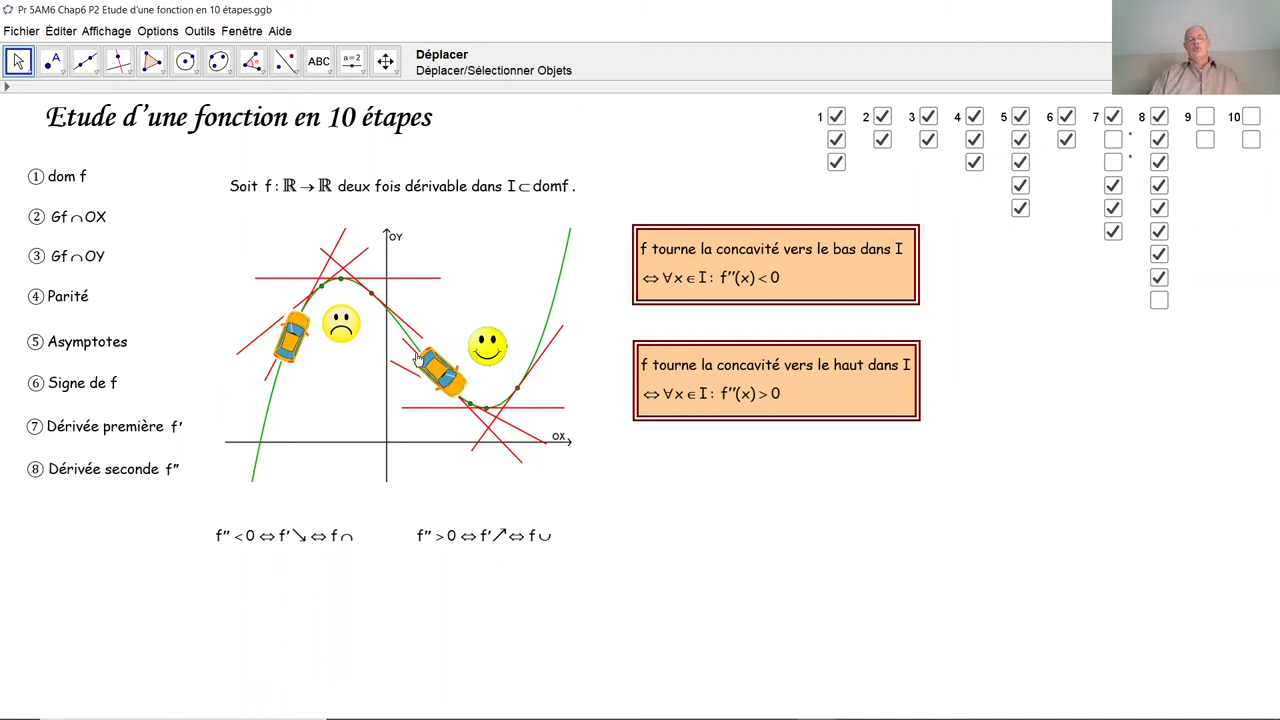 Pr 5AM6 Chap6 P2 Etude d'une fonction en 10 étapes.ggb
Fichier Éditer Affichage Options Outils Fenêtre Aide
A ABC a=2
Déplacer
Déplacer/Sélectionner Objets
Etude d'une fonction en 10 étapes
1 2 3 4 5 6 7 8 9 10
* 
*
① dom f
② Gf ∩ OX
③ Gf ∩ OY
④ Parité
⑤ Asymptotes
⑥ Signe de f
⑦ Dérivée première f'
⑧ Dérivée seconde f''
Soit f : ℝ → ℝ deux fois dérivable dans I ⊂ domf .
OY
OX
f'' < 0 ⇔ f' ↘ ⇔ f ∩
f'' > 0 ⇔ f' ↗ ⇔ f ∪
f tourne la concavité vers le bas dans I
⇔ ∀x ∈ I : f''(x) < 0
f tourne la concavité vers le haut dans I
⇔ ∀x ∈ I : f''(x) > 0